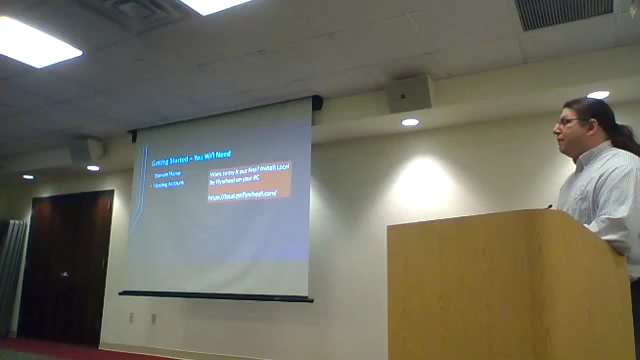 Getting Started – You Will Need
• Domain Name
• Hosting Account
Want to try it out first? Install Local
by Flywheel on your PC
https://local.getflywheel.com/